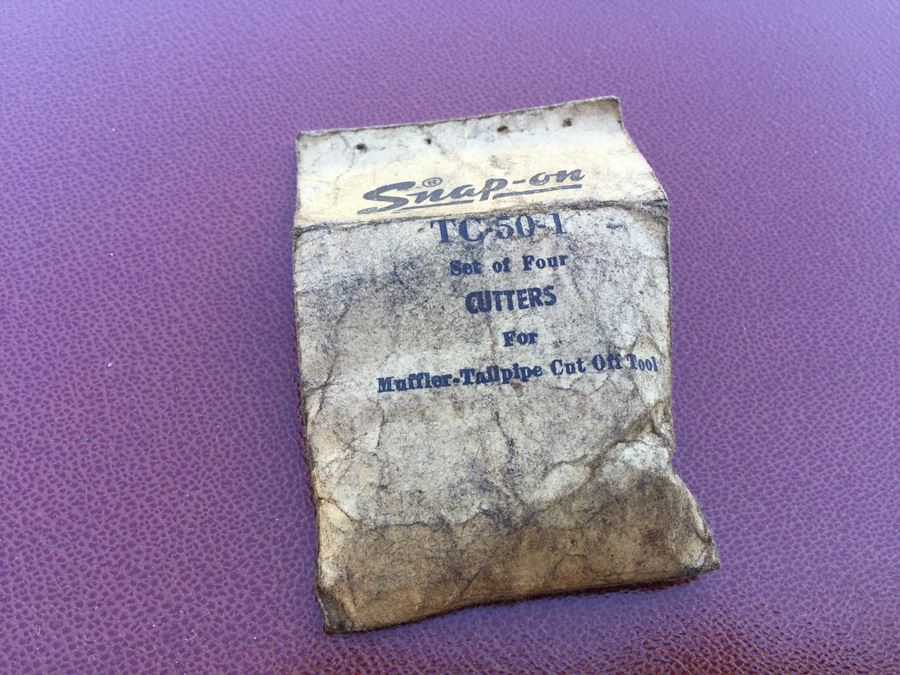 Snap-on®
TC-50-1
Set of Four
CUTTERS
For
Muffler-Tailpipe Cut Off Tool